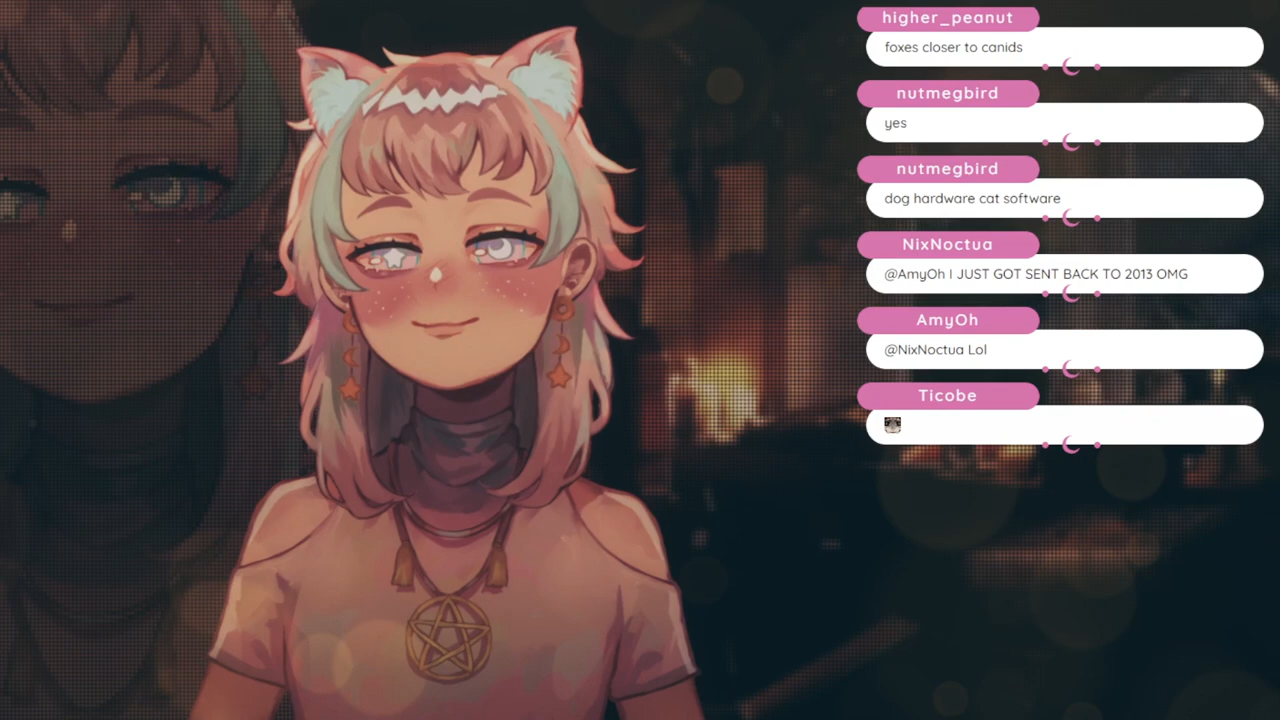 higher_peanut
foxes closer to canids
nutmegbird
yes
nutmegbird
dog hardware cat software
NixNoctua
@AmyOh I JUST GOT SENT BACK TO 2013 OMG
AmyOh
@NixNoctua Lol
Ticobe